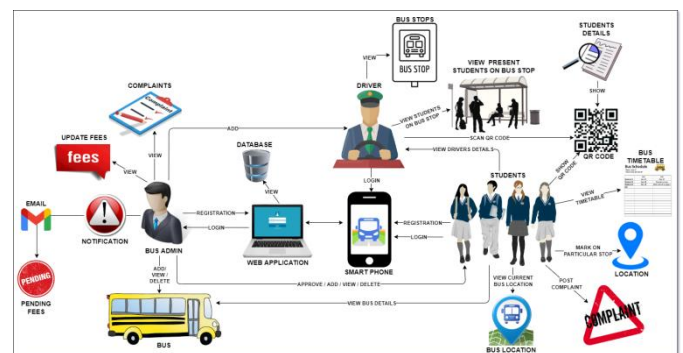 BUS STOPS
STUDENTS
DETAILS
VIEW
BUS STOP
VIEW PRESENT
STUDENTS ON BUS STOP
COMPLAINTS
Complaint
DRIVER
SHOW
ADD
VIEW STUDENTS
ON BUS STOP
UPDATE FEES
fees
VIEW
VIEW
DATABASE
SCAN QR CODE
QR CODE
VIEW DRIVERS DETAILS
BUS
TIMETABLE
Bus Schedule
SHOW
QR CODE
VIEW
LOGIN
STUDENTS
EMAIL
VIEW
TIMETABLE
NOTIFICATION
BUS ADMIN
REGISTRATION
LOGIN
WEB APPLICATION
SMART PHONE
REGISTRATION
LOGIN
MARK ON
PARTICULAR STOP
LOCATION
PENDING
PENDING
FEES
ADD/
VIEW /
DELETE
APPROVE / ADD / VIEW / DELETE
VIEW CURRENT
BUS LOCATION
POST
COMPLAINT
VIEW BUS DETAILS
COMPLAINT
BUS
BUS LOCATION